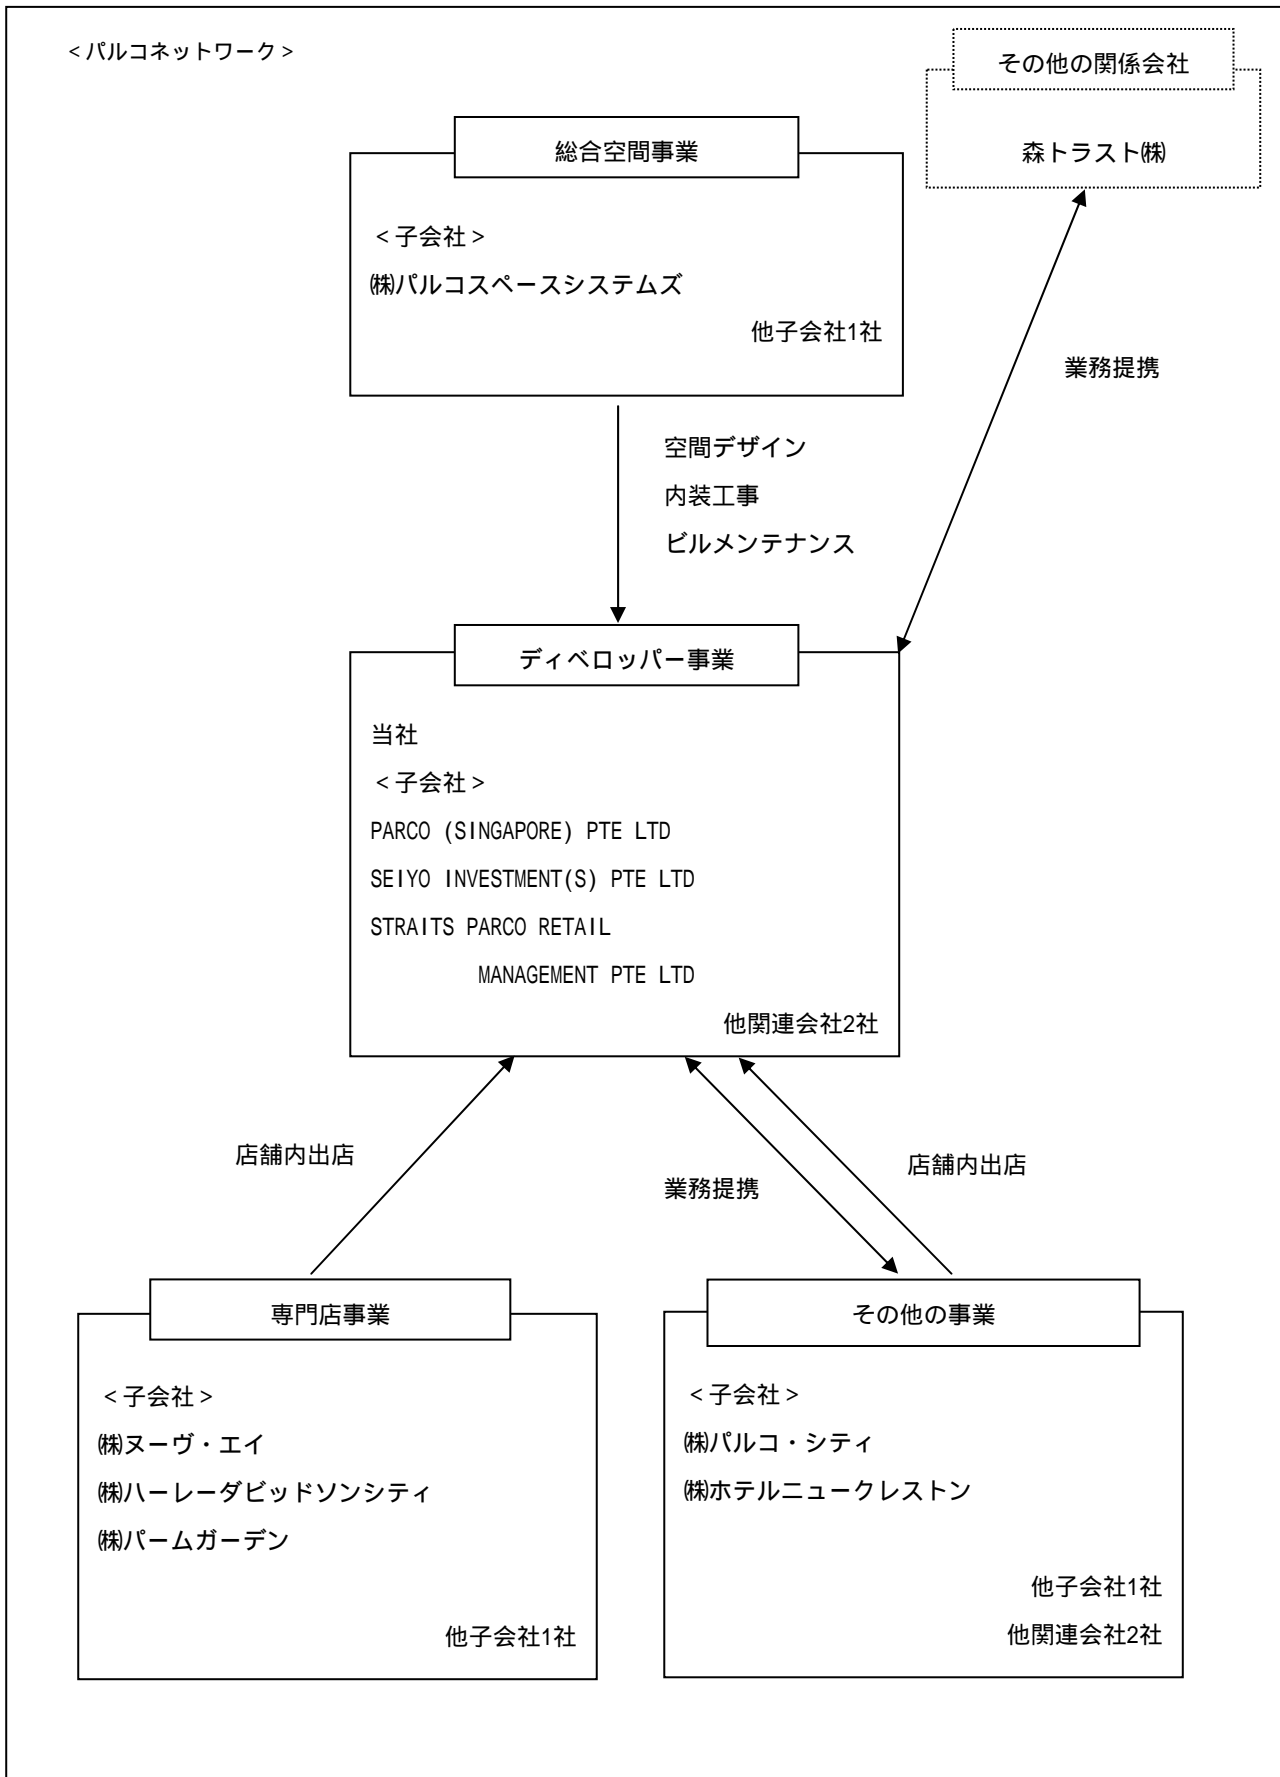 <パルコネットワーク>
その他の関係会社
森トラスト㈱
総合空間事業
<子会社>
㈱パルコスペースシステムズ
他子会社1社
業務提携
空間デザイン
内装工事
ビルメンテナンス
ディベロッパー事業
当社
<子会社>
PARCO (SINGAPORE) PTE LTD
SEIYO INVESTMENT(S) PTE LTD
STRAITS PARCO RETAIL
MANAGEMENT PTE LTD
他関連会社2社
店舗内出店
業務提携
店舗内出店
専門店事業
<子会社>
㈱ヌーヴ・エイ
㈱ハーレーダビッドソンシティ
㈱パームガーデン
他子会社1社
その他の事業
<子会社>
㈱パルコ・シティ
㈱ホテルニュークレストン
他子会社1社
他関連会社2社